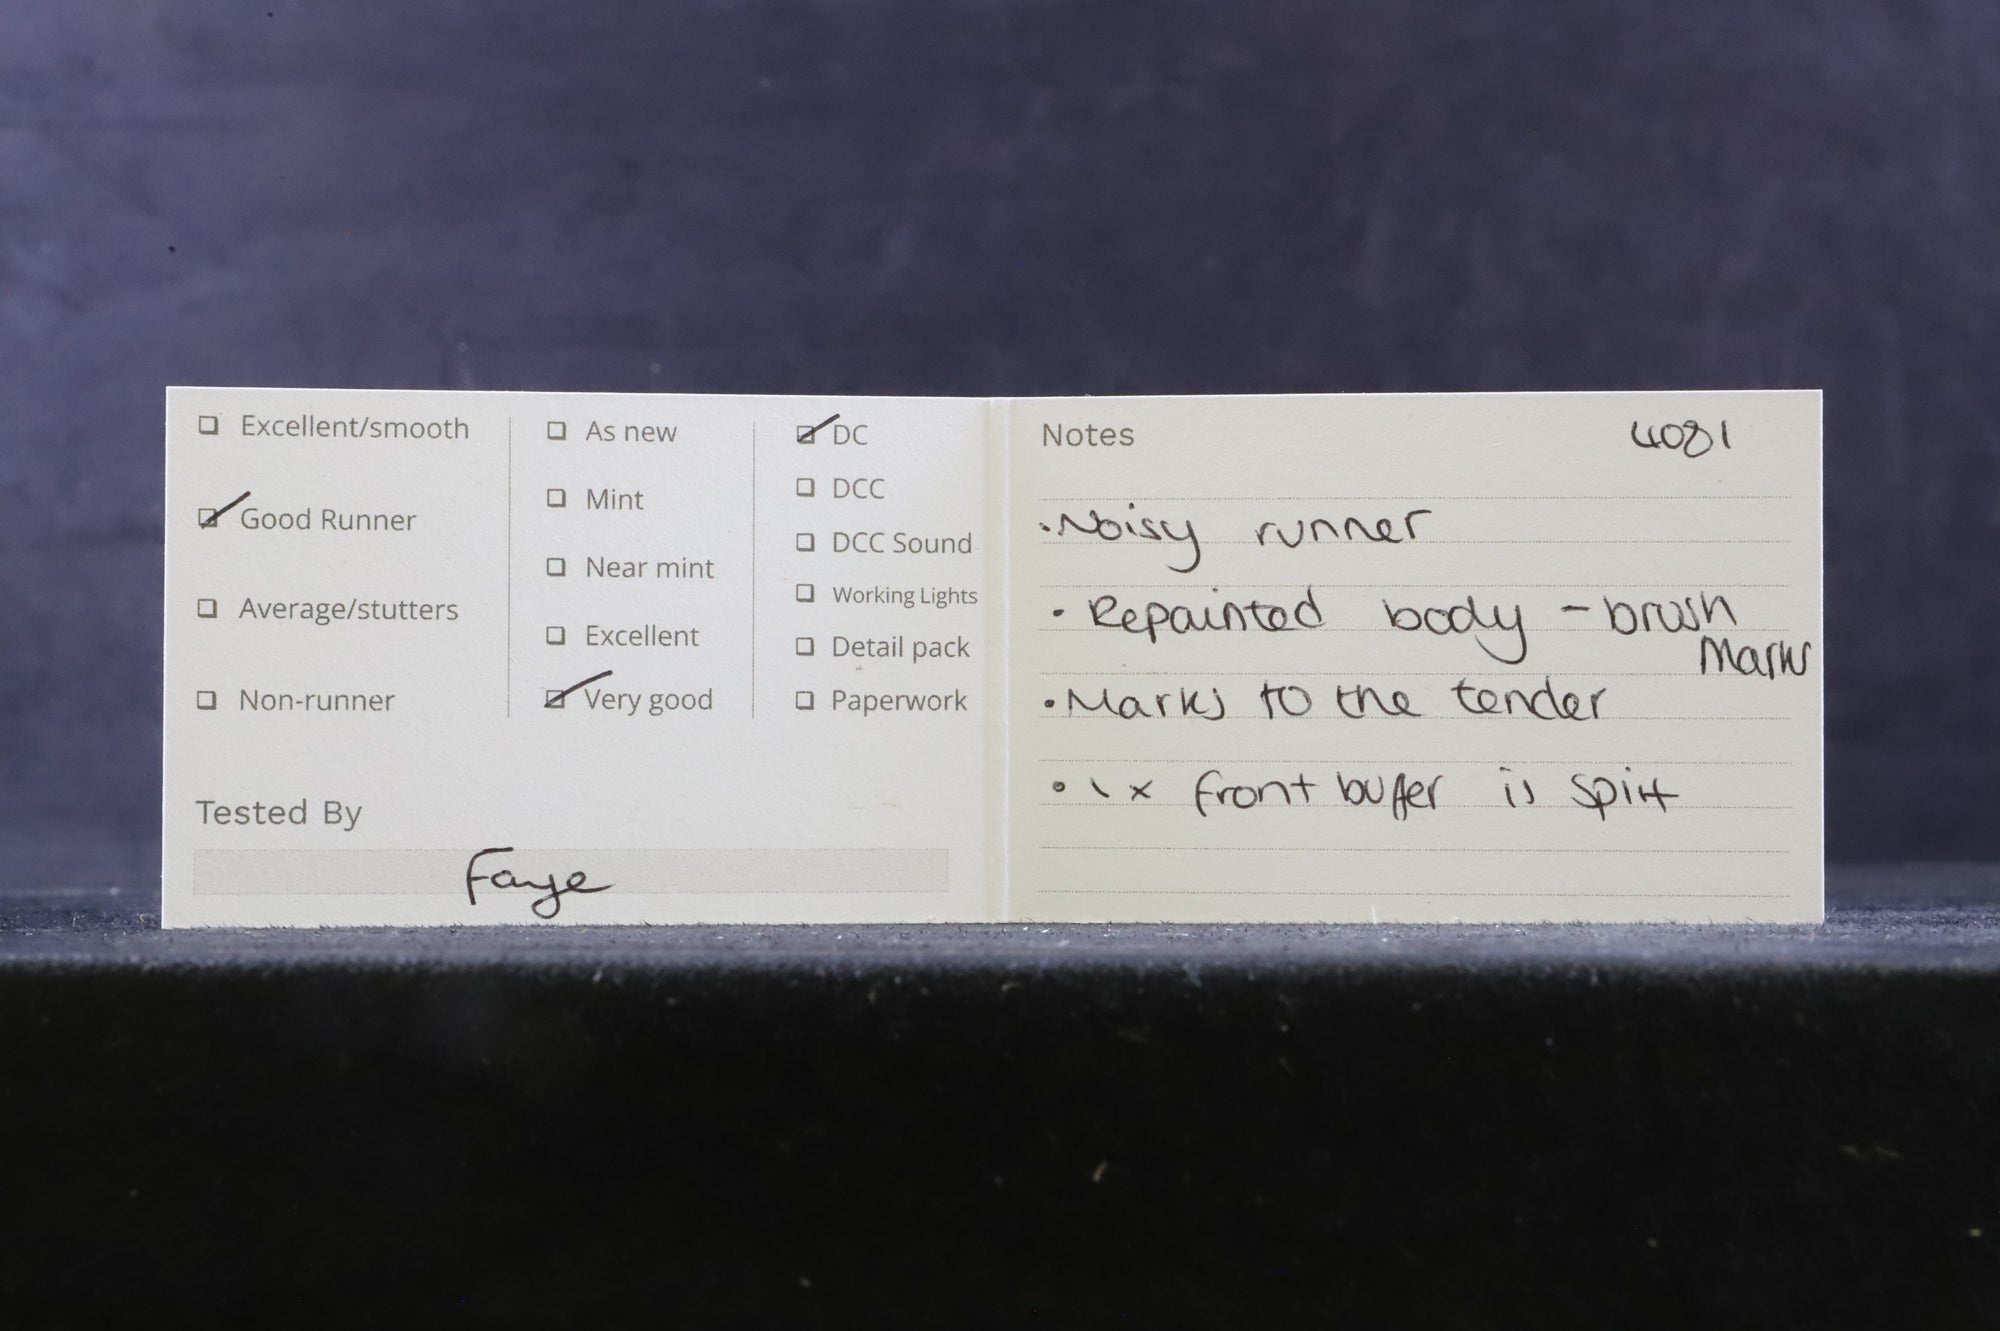 Excellent/smooth
Good Runner
Average/stutters
Non-runner
As new
Mint
Near mint
Excellent
Very good
DC
DCC
DCC Sound
Working Lights
Detail pack
Paperwork
Tested By
Faye
Notes 4081
• Noisy runner
• Repainted body - brush
Marks
• Marks to the tender
• 1 x front buffer is split